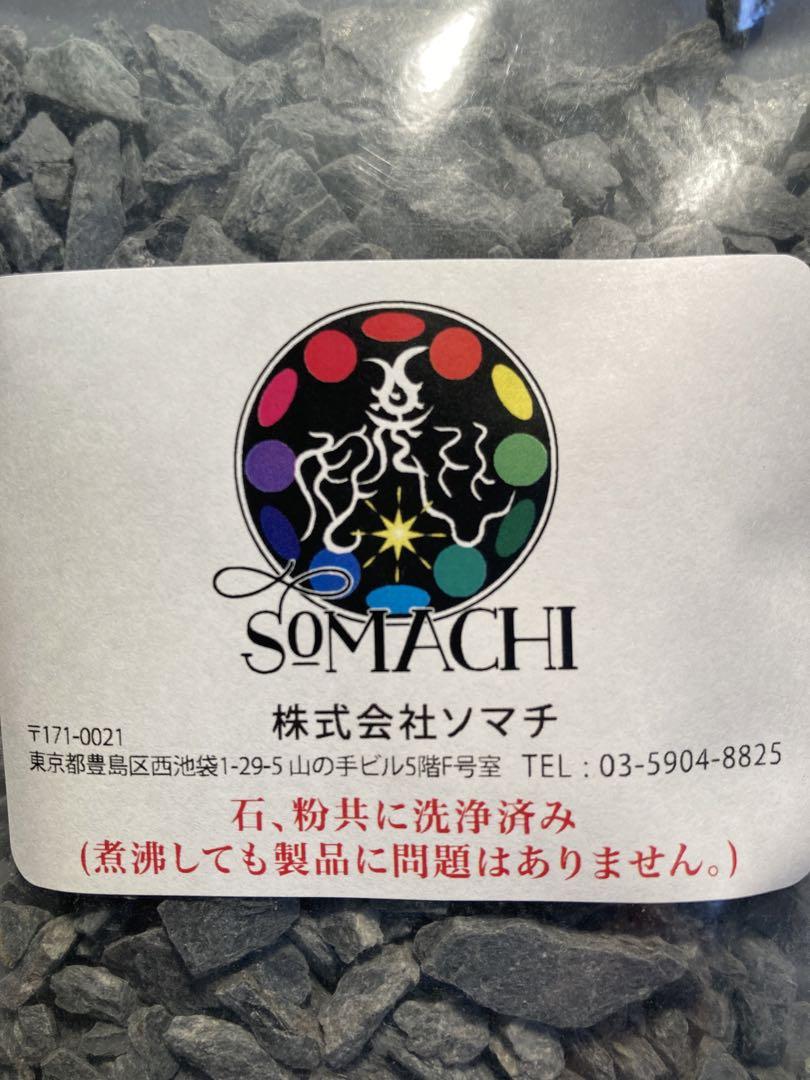 SOMACHI
株式会社ソマチ
〒171-0021
東京都豊島区西池袋1-29-5 山の手ビル5階F号室 TEL : 03-5904-8825
石、粉共に洗浄済み
(煮沸しても製品に問題はありません。)